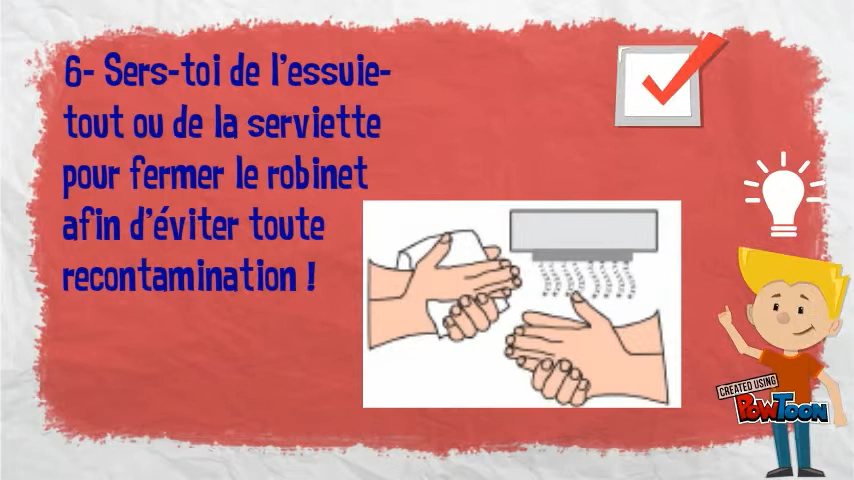 6- Sers-toi de l'essuie-
tout ou de la serviette
pour fermer le robinet
afin d'éviter toute
recontamination !
CREATED USING
POWTOON